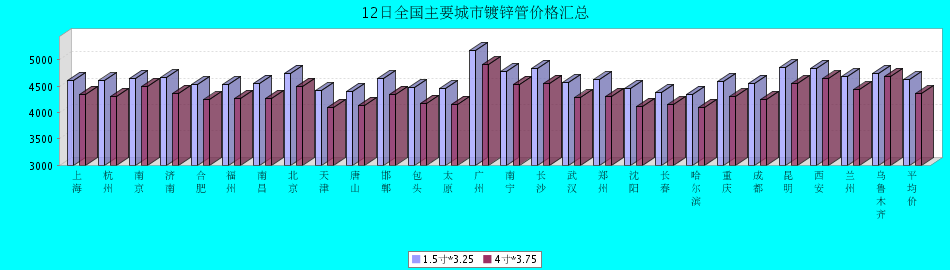 12日全国主要城市镀锌管价格汇总
5000
4500
4000
3500
3000
上海 杭州 南京 济南 合肥 福州 南昌 北京 天津 唐山 邯郸 包头 太原 广州 南宁 长沙 武汉 郑州 沈阳 长春 哈尔滨 重庆 成都 昆明 西安 兰州 乌鲁木齐 平均价
1.5寸*3.25 4寸*3.75